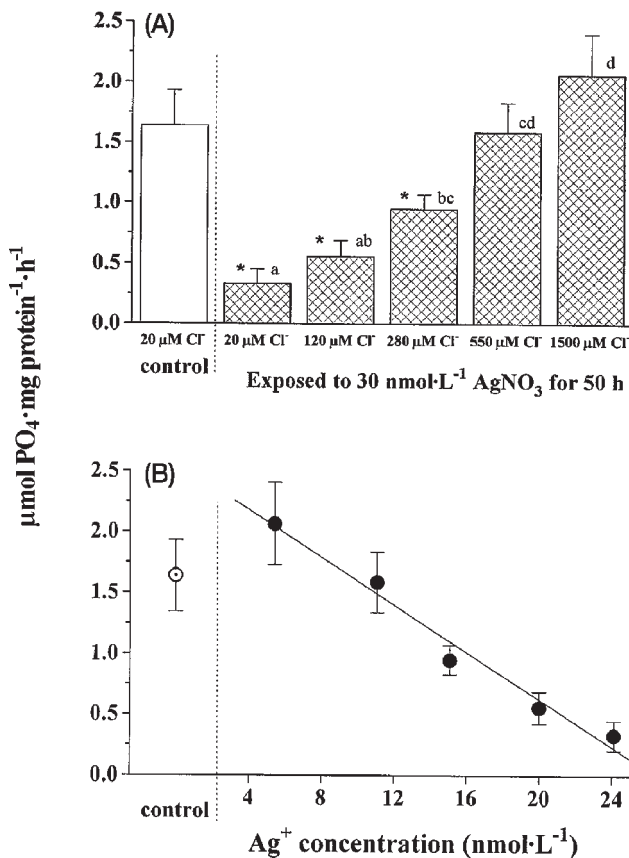 (A)
2.5
2.0
1.5
1.0
0.5
0.0
* a
* ab
* bc
cd
d
20 µM Cl⁻ 20 µM Cl⁻ 120 µM Cl⁻ 280 µM Cl⁻ 550 µM Cl⁻ 1500 µM Cl⁻
control
Exposed to 30 nmol·L⁻¹ AgNO₃ for 50 h
µmol PO₄·mg protein⁻¹·h⁻¹
(B)
2.5
2.0
1.5
1.0
0.5
0.0
control 4 8 12 16 20 24
Ag⁺ concentration (nmol·L⁻¹)